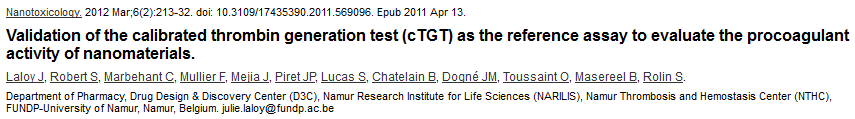 Nanotoxicology. 2012 Mar;6(2):213-32. doi: 10.3109/17435390.2011.569096. Epub 2011 Apr 13.
Validation of the calibrated thrombin generation test (cTGT) as the reference assay to evaluate the procoagulant
activity of nanomaterials.
Laloy J, Robert S, Marbehant C, Mullier F, Mejia J, Piret JP, Lucas S, Chatelain B, Dogné JM, Toussaint O, Masereel B, Rolin S.
Department of Pharmacy, Drug Design & Discovery Center (D3C), Namur Research Institute for Life Sciences (NARILIS), Namur Thrombosis and Hemostasis Center (NTHC),
FUNDP-University of Namur, Namur, Belgium. julie.laloy@fundp.ac.be